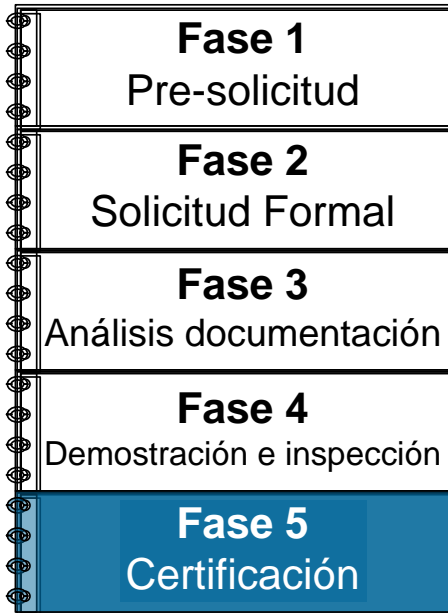 Fase 1
Pre-solicitud
Fase 2
Solicitud Formal
Fase 3
Análisis documentación
Fase 4
Demostración e inspección
Fase 5
Certificación